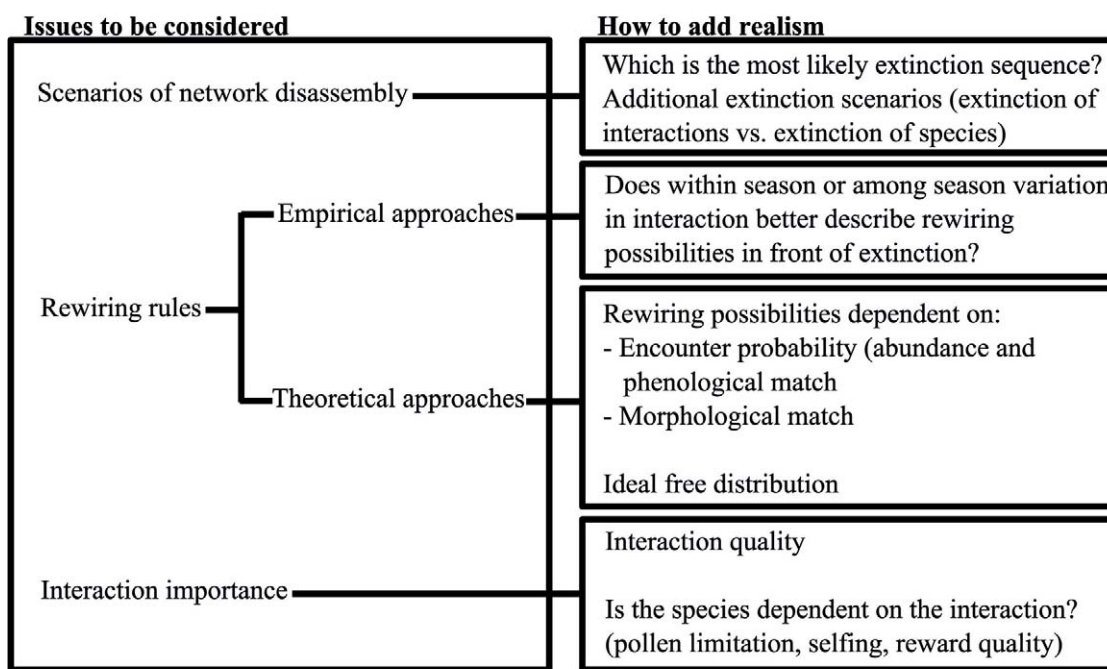 Issues to be considered
How to add realism
Scenarios of network disassembly
Which is the most likely extinction sequence?
Additional extinction scenarios (extinction of
interactions vs. extinction of species)
Rewiring rules
Empirical approaches
Does within season or among season variation
in interaction better describe rewiring
possibilities in front of extinction?
Theoretical approaches
Rewiring possibilities dependent on:
- Encounter probability (abundance and
phenological match
- Morphological match
Ideal free distribution
Interaction importance
Interaction quality
Is the species dependent on the interaction?
(pollen limitation, selfing, reward quality)